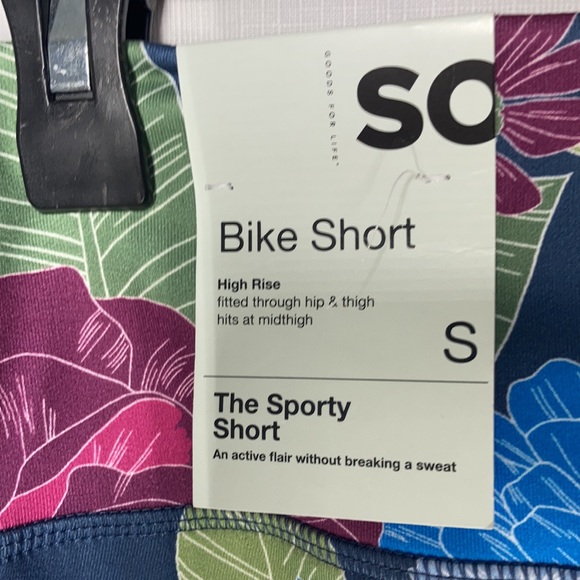 GOODS FOR LIFE™
SO
Bike Short
High Rise
fitted through hip & thigh
hits at midthigh
S
The Sporty
Short
An active flair without breaking a sweat